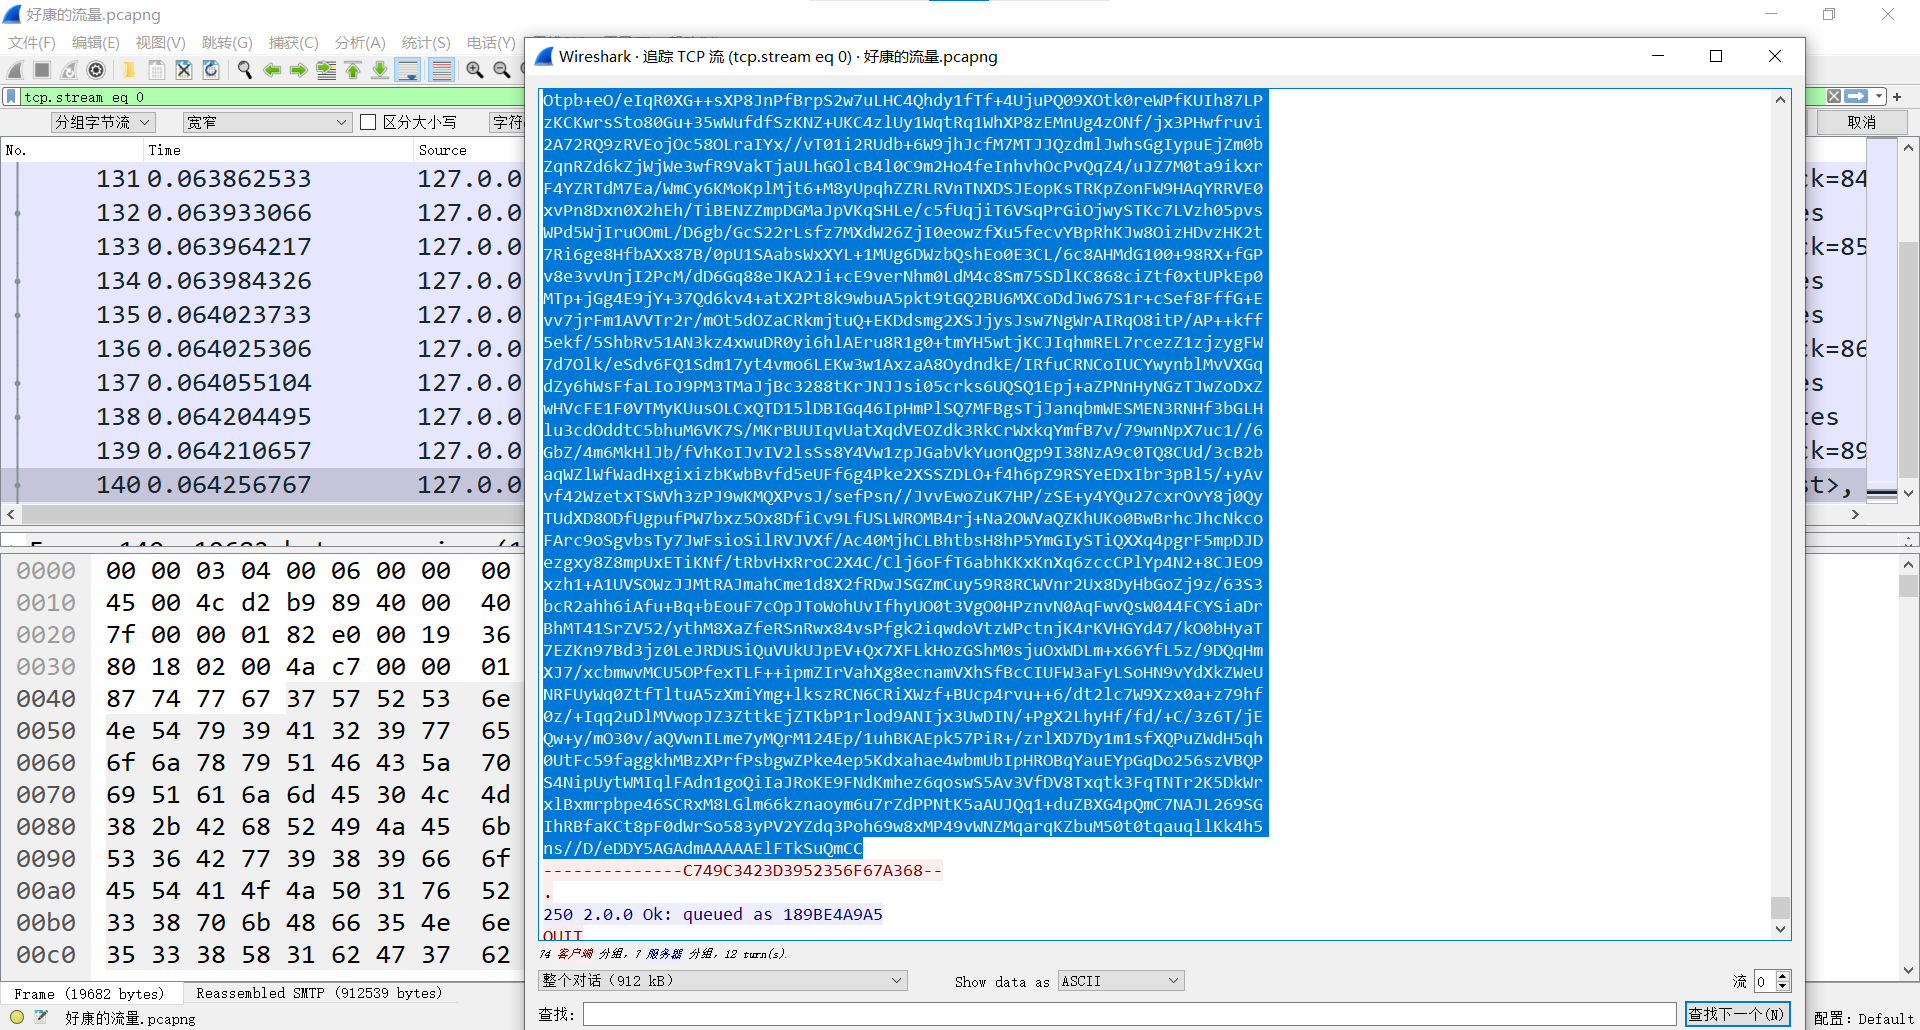 好康的流量.pcapng
文件(F) 编辑(E) 视图(V) 跳转(G) 捕获(C) 分析(A) 统计(S) 电话(Y)
tcp.stream eq 0
分组字节流 宽窄 区分大小写 字符 取消
No. Time Source
131 0.063862533 127.0.0
132 0.063933066 127.0.0
133 0.063964217 127.0.0
134 0.063984326 127.0.0
135 0.064023733 127.0.0
136 0.064025306 127.0.0
137 0.064055104 127.0.0
138 0.064204495 127.0.0
139 0.064210657 127.0.0
140 0.064256767 127.0.0
0000 00 00 03 04 00 06 00 00 00
0010 45 00 4c d2 b9 89 40 00 40
0020 7f 00 00 01 82 e0 00 19 36
0030 80 18 02 00 4a c7 00 00 01
0040 87 74 77 67 37 57 52 53 6e
0050 4e 54 79 39 41 32 39 77 65
0060 6f 6a 78 79 51 46 43 5a 70
0070 69 51 61 6a 6d 45 30 4c 4d
0080 38 2b 42 68 52 49 4a 45 6b
0090 53 36 42 77 39 38 39 66 6f
00a0 45 54 41 4f 4a 50 31 76 52
00b0 33 38 70 6b 48 66 35 4e 6e
00c0 35 33 38 58 31 62 47 37 62
Frame (19682 bytes) Reassembled SMTP (912539 bytes)
好康的流量.pcapng
Wireshark · 追踪 TCP 流 (tcp.stream eq 0) · 好康的流量.pcapng
Otpb+eO/eIqR0XG++sXP8JnPfBrpS2w7uLHC4Qhdy1fTf+4UjuPQ09XOtk0reWPfKUIh87LP
zKCKwrsSto80Gu+35wWufdfSzKNZ+UKC4zlUy1WqtRq1WhXP8zEMnUg4zONf/jx3PHwfruvi
2A72RQ9zRVEojOc58OLraIYx//vT01i2RUdb+6W9jhJcfM7MTJJQzdmlJwhsGgIypuEjZm0b
ZqnRZd6kZjWjWe3wfR9VakTjaULhGOlcB4l0C9m2Ho4feInhvhOcPvQqZ4/uJZ7M0ta9ikxr
F4YZRTdM7Ea/WmCy6KMoKplMjt6+M8yUpqhZZRLRVnTNXDSJEopKsTRKpZonFW9HAqYRRVE0
xvPn8Dxn0X2hEh/TiBENZZmpDGMaJpVKqSHLe/c5fUqjiT6VSqPrGiOjwySTKc7LVzh05pvs
WPd5WjIruOOmL/D6gb/GcS22rLsfz7MXdW26ZjI0eowzfXu5fecvYBpRhKJw8OizHDvzHK2t
7Ri6ge8HfbAXx87B/0pU1SAabsWxXYL+1MUg6DWzbQshEo0E3CL/6c8AHMdG100+98RX+fGP
v8e3vvUnjI2PcM/dD6Gq88eJKA2Ji+cE9verNhm0LdM4c8Sm75SDlKC868ciZtf0xtUPkEp0
MTp+jGg4E9jY+37Qd6kv4+atX2Pt8k9wbuA5pkt9tGQ2BU6MXCoDdJw67S1r+cSef8FffG+E
vv7jrFm1AVVTr2r/mOt5dOZaCRkmjtuQ+EKDdsmg2XSJjysJsw7NgWrAIRqO8itP/AP++kff
5ekf/5ShbRv51AN3kz4xwuDR0yi6hlAEru8R1g0+tmYH5wtjKCJIqhmREL7rcezZ1zjzygFW
7d7Olk/eSdv6FQ1Sdm17yt4vmo6LEKw3w1AxzaA8OydndkE/IRfuCRNCoIUCYwynblMvVXGq
dZy6hWsFfaLIoJ9PM3TMaJjBc3288tKrJNJJsi05crks6UQSQ1Epj+aZPNnHyNGzTJwZoDxZ
wHVcFE1F0VTMyKUusOLCxQTD15lDBIGq46IpHmPlSQ7MFBgsTjJanqbmWESMEN3RNHf3bGLH
lu3cdOddtC5bhuM6VK7S/MKrBUUIqvUatXqdVEOZdk3RkCrWxkqYmfB7v/79wnNpX7uc1//6
GbZ/4m6MkHlJb/fVhKoIJvIV2lsSs8Y4Vw1zpJGabVkYuonQgp9I38NzA9c0TQ8CUd/3cB2b
aqWZlWfWadHxgixizbKwbBvfd5eUFf6g4Pke2XSSZDLO+f4h6pZ9RSYeEDxIbr3pBl5/+yAv
vf42WzetxTSWVh3zPJ9wKMQXPvsJ/sefPsn//JvvEwoZuK7HP/zSE+y4YQu27cxrOvY8j0Qy
TUdXD8ODfUgpufPW7bxz5Ox8DfiCv9LfUSLWROMB4rj+Na2OWVaQZKhUKo0BwBrhcJhcNkco
FArc9oSgvbsTy7JwFsioSilRVJVXf/Ac40MjhCLBhtbsH8hP5YmGIySTiQXXq4pgrF5mpDJD
ezgxy8Z8mpUxETiKNf/tRbvHxRroC2X4C/Clj6oFfT6abhKKxKnXq6zccCPlYp4N2+8CJEO9
xzh1+A1UVSOWzJJMtRAJmahCme1d8X2fRDwJSGZmCuy59R8RCWVnr2Ux8DyHbGoZj9z/63S3
bcR2ahh6iAfu+Bq+bEouF7cOpJToWohUvIfhyUO0t3VgO0HPznvN0AqFwvQsW044FCYSiaDr
BhMT41SrZV52/ythM8XaZfeRSnRwx84vsPfgk2iqwdoVtzWPctnjK4rKVHGYd47/kO0bHyaT
7EZKn97Bd3jz0LeJRDUSiQuVUkUJpEV+Qx7XFLkHozGShM0sjuOxWDLm+x66YfL5z/9DQqHm
XJ7/xcbmwvMCU5OPfexTLF++ipmZIrVahXg8ecnamVXhSfBcCIUFW3aFyLSoHN9vYdXkZWeU
NRFUyWq0ZtfTltuA5zXmiYmg+lkszRCN6CRiXWzf+BUcp4rvu++6/dt2lc7W9Xzx0a+z79hf
0z/+Iqq2uDlMVwopJZ3ZttkEjZTKbP1rlod9ANIjx3UwDIN/+PgX2LhyHf/fd/+C/3z6T/jE
Qw+y/mO30v/aQVwnILme7yMQrM124Ep/1uhBKAEpk57PiR+/zrlXD7Dy1m1sfXQPuZWdH5qh
0UtFc59faggkhMBzXPrfPsbgwZPke4ep5Kdxahae4wbmUbIpHROBqYauEYpGqDo256szVBQP
S4NipUytWMIqlFAdn1goQiIaJRoKE9FNdKmhez6qoswS5Av3VfDV8Txqtk3FqTNTr2K5DkWr
xlBxmrpbpe46SCRxM8LGlm66kznaoym6u7rZdPPNtK5aAUJQq1+duZBXG4pQmC7NAJL269SG
IhRBfaKCt8pF0dWrSo583yPV2YZdq3Poh69w8xMP49vWNZMqarqKZbuM50t0tqauqllKk4h5
ns//D/eDDY5AGAdmAAAAAElFTkSuQmCC
--------------C749C3423D3952356F67A368--
.
250 2.0.0 Ok: queued as 189BE4A9A5
QUIT
74 客户端 分组, 7 服务器 分组, 12 turn(s).
整个对话 (912 kB) Show data as ASCII 流 0
查找: 查找下一个(N)
ck=84
es
ck=85
es
es
ck=86
es
tes
ck=89
st>,
配置: Default